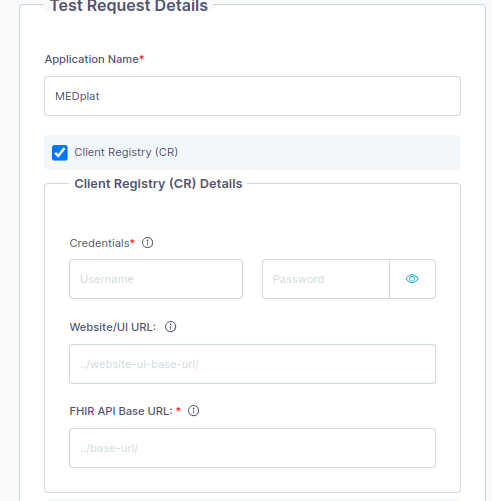 Test Request Details
Application Name*
MEDplat
Client Registry (CR)
Client Registry (CR) Details
Credentials*
Username Password
Website/UI URL:
../website-ui-base-url/
FHIR API Base URL: *
../base-url/